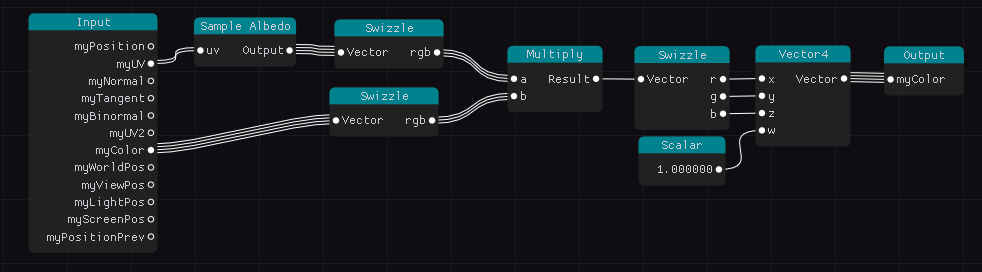 Input
myPosition
myUV
myNormal
myTangent
myBinormal
myUV2
myColor
myWorldPos
myViewPos
myLightPos
myScreenPos
myPositionPrev
Sample Albedo
uv Output
Swizzle
Vector rgb
Swizzle
Vector rgb
Multiply
a Result
b
Swizzle
Vector r
g
b
Scalar
1.000000
Vector4
x Vector
y
z
w
Output
myColor